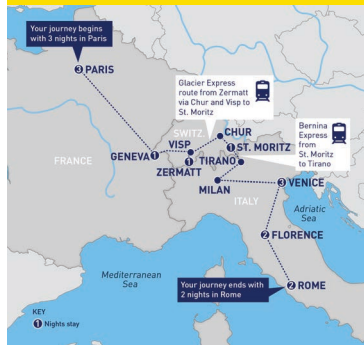 Your journey begins
with 3 nights in Paris
3 PARIS
Glacier Express
route from Zermatt
via Chur and Visp to
St. Moritz
Bernina
Express
from
St. Moritz
to Tirano
SWITZ.
CHUR
VISP
1 ST. MORITZ
FRANCE
GENEVA 1
1
TIRANO
ZERMATT
MILAN
3 VENICE
ITALY
Adriatic
Sea
2 FLORENCE
Mediterranean
Sea
Your journey ends with
2 nights in Rome
2 ROME
KEY
1 Nights stay